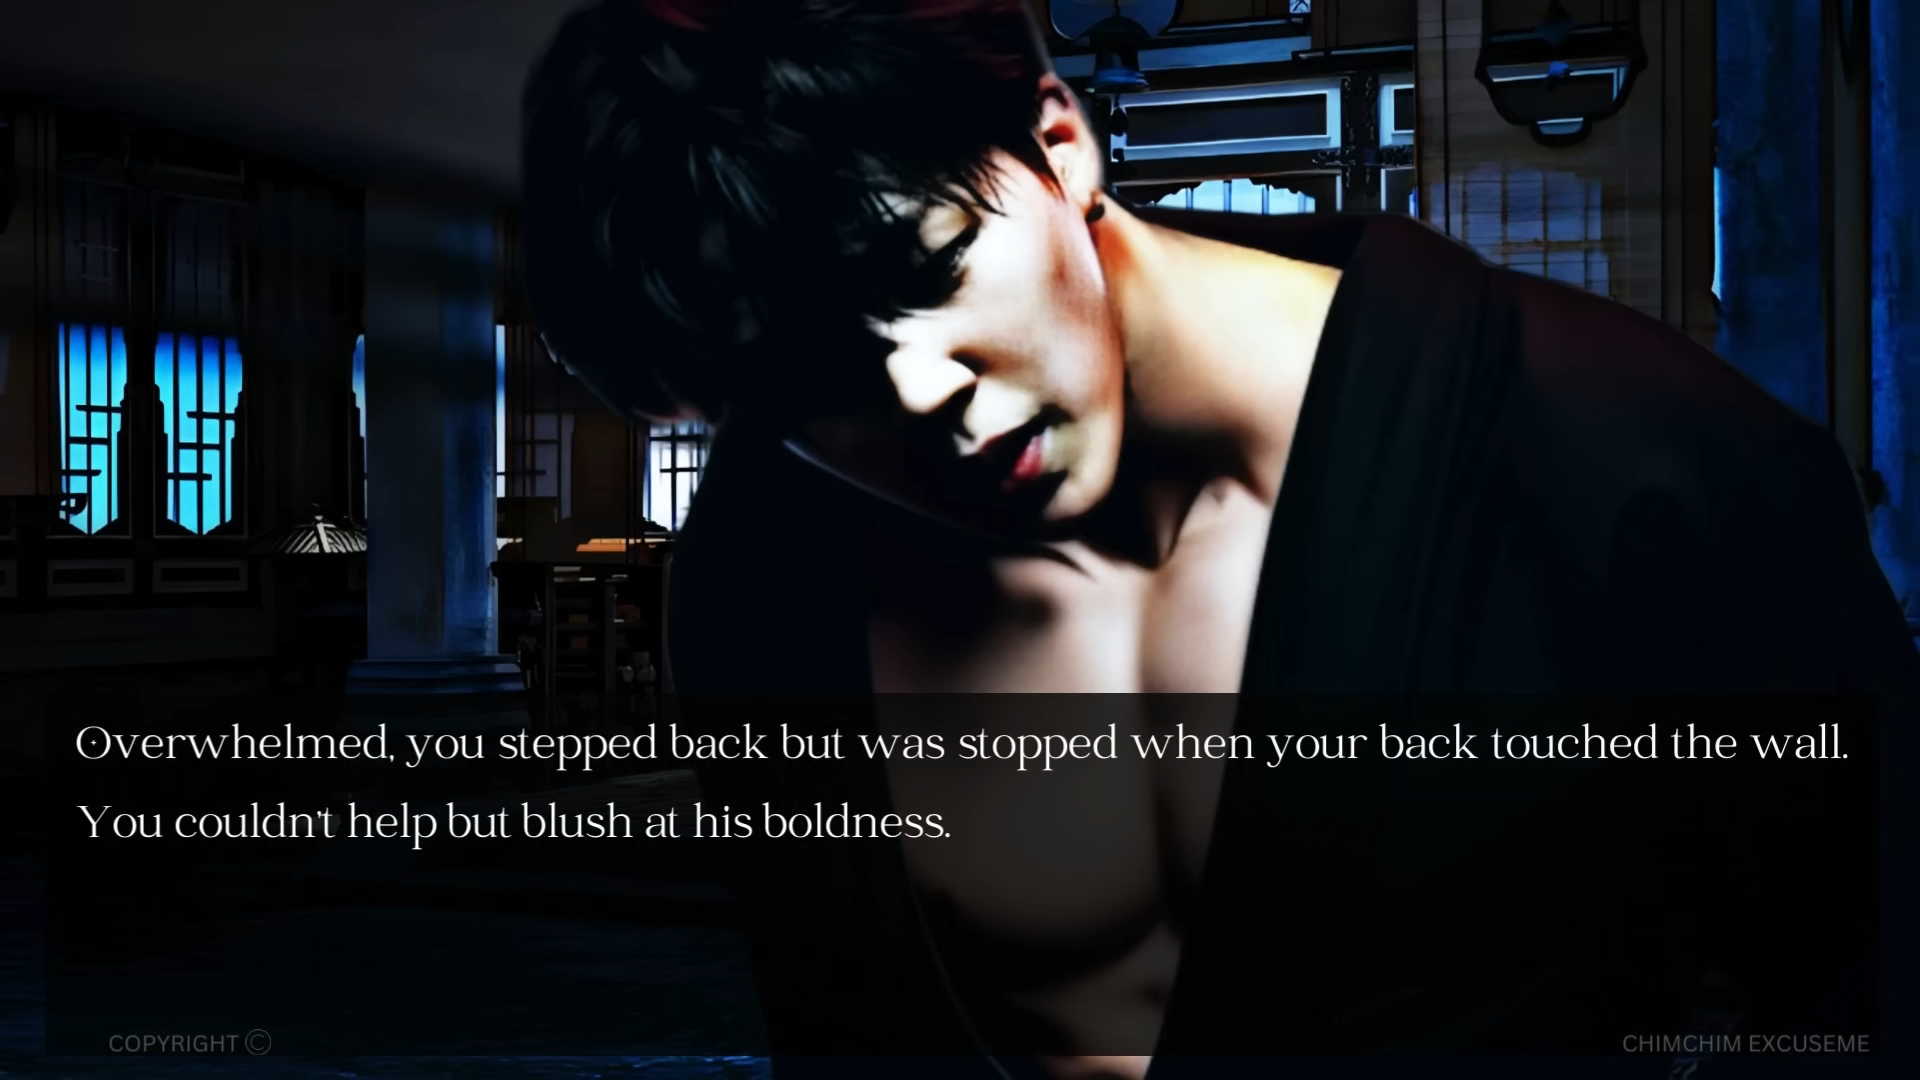 Overwhelmed, you stepped back but was stopped when your back touched the wall.
You couldn't help but blush at his boldness.
COPYRIGHT ©
CHIMCHIM EXCUSEME